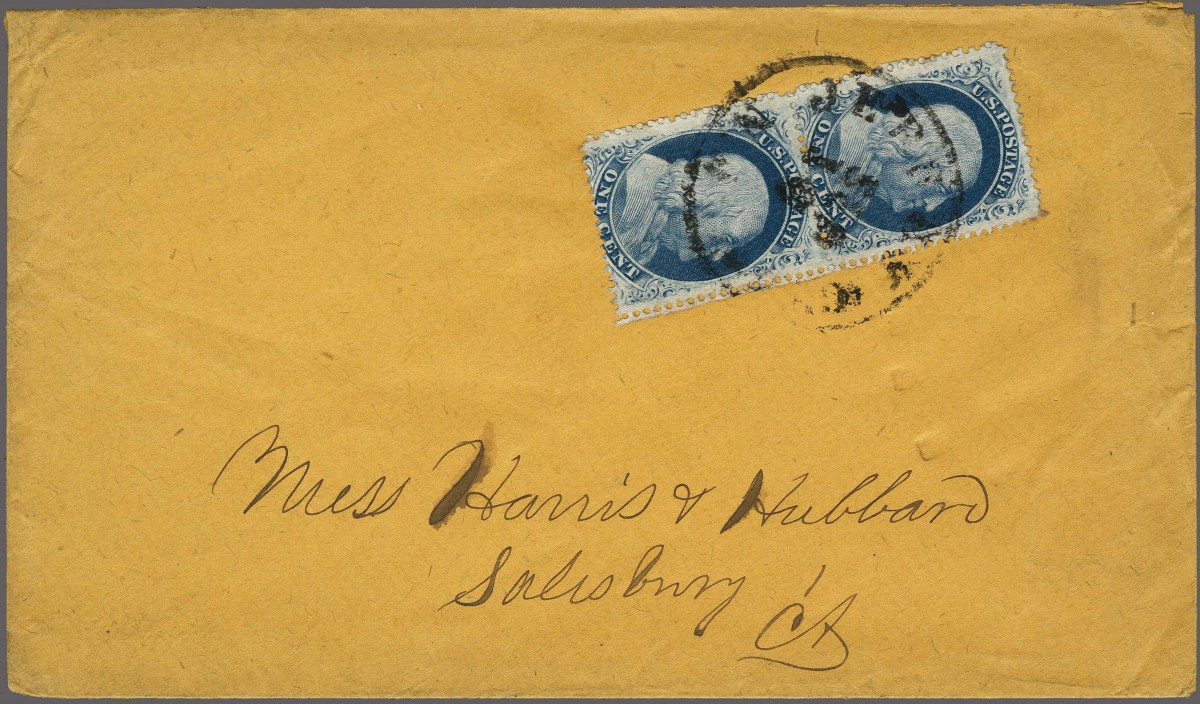 U.S. POSTAGE
ONE CENT
U.S. POSTAGE
ONE CENT
Mess Harris & Hubbard
Salisbury
Ct